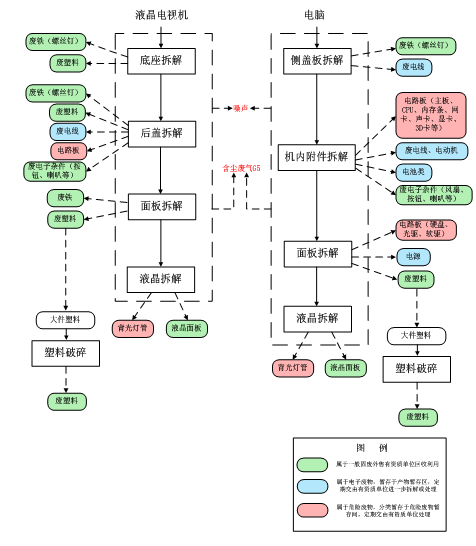 液晶电视机
电脑
废铁（螺丝钉）
废塑料
底座拆解
废铁（螺丝钉）
废塑料
废电线
电路板
废电子条件（按
钮、喇叭等）
后盖拆解
废铁
废塑料
面板拆解
液晶拆解
背光灯管
液晶面板
大件塑料
塑料破碎
废塑料
噪声
含尘废气G5
侧盖板拆解
废铁（螺丝钉）
废电线
机内附件拆解
电路板（主板、
CPU、内存条、网
卡、声卡、显卡、
3D卡等）
废电线、电动机
电池类
废电子条件（风扇、
按钮、喇叭等）
面板拆解
电路板（硬盘、
光驱、软驱）
电源
废塑料
液晶拆解
背光灯管
液晶面板
大件塑料
塑料破碎
废塑料
图 例
属于一般固废外售有资质单位回收利用
属于电子废物，暂存于产物暂存区，定
期交由有资质单位进一步拆解或处理
属于危险废物，分类暂存于危险废物暂
存间，定期交由有资质单位处理